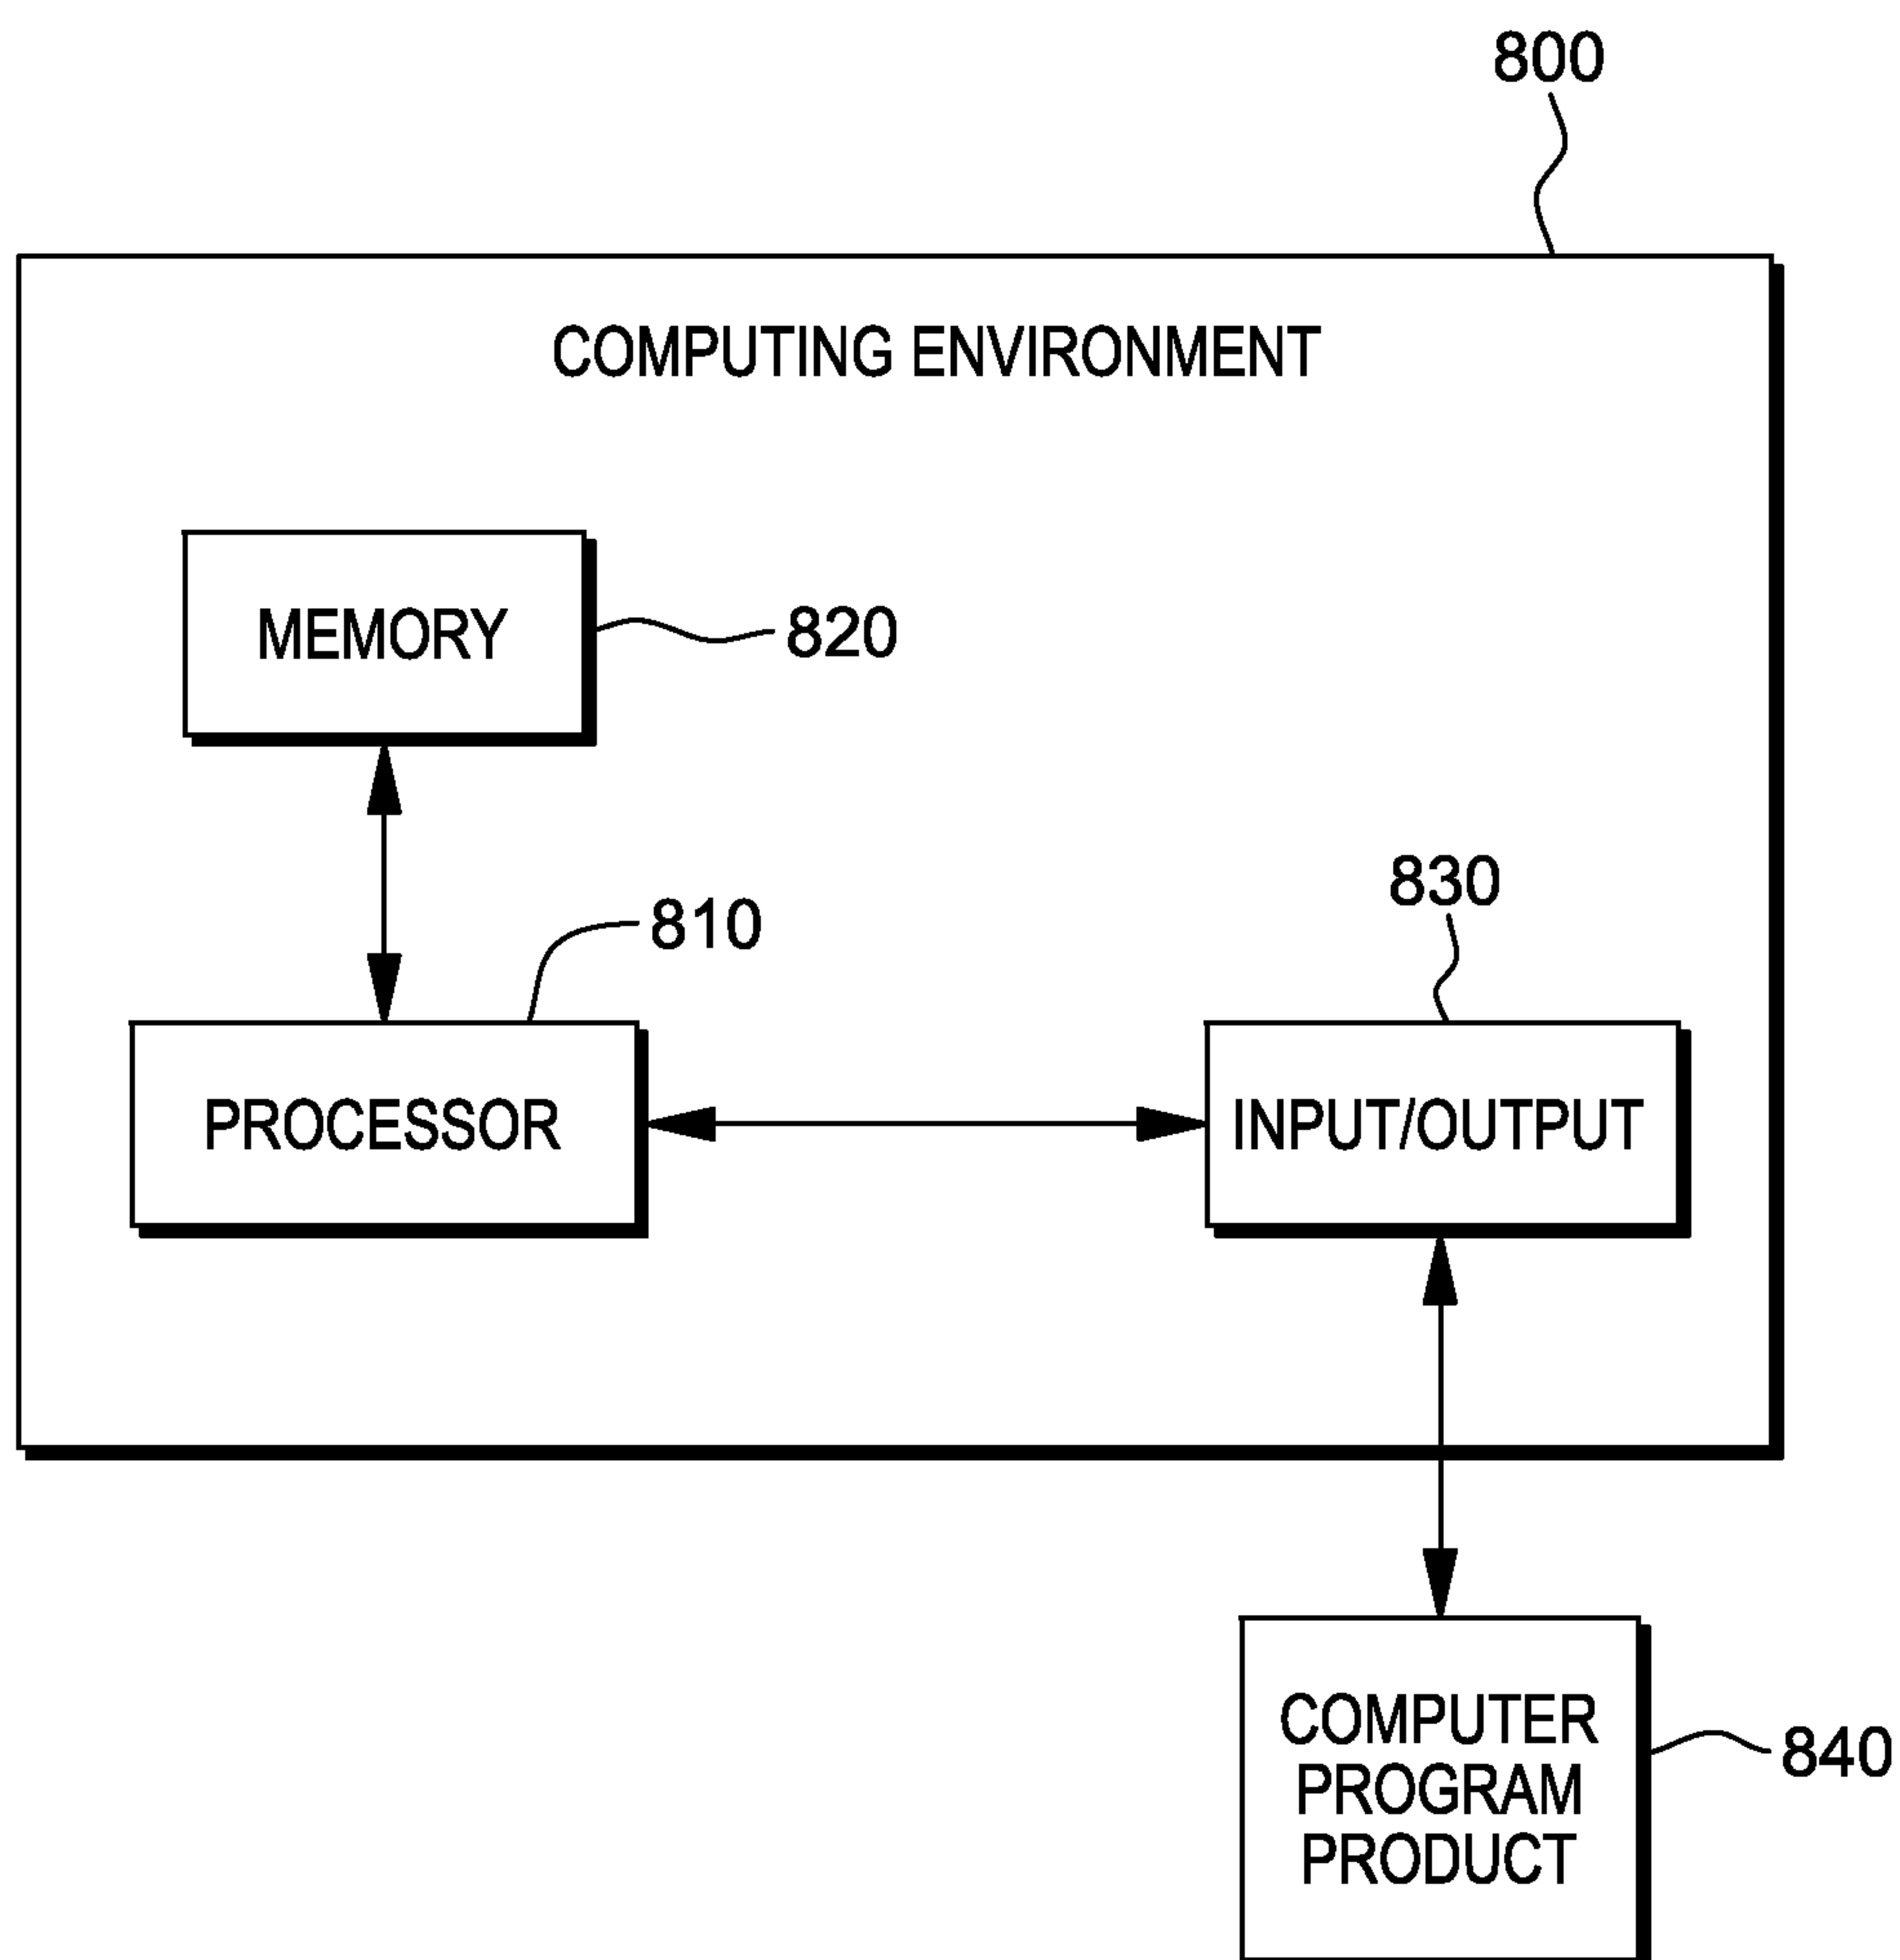 800
COMPUTING ENVIRONMENT
MEMORY
820
830
810
PROCESSOR
INPUT/OUTPUT
COMPUTER
PROGRAM
PRODUCT
840